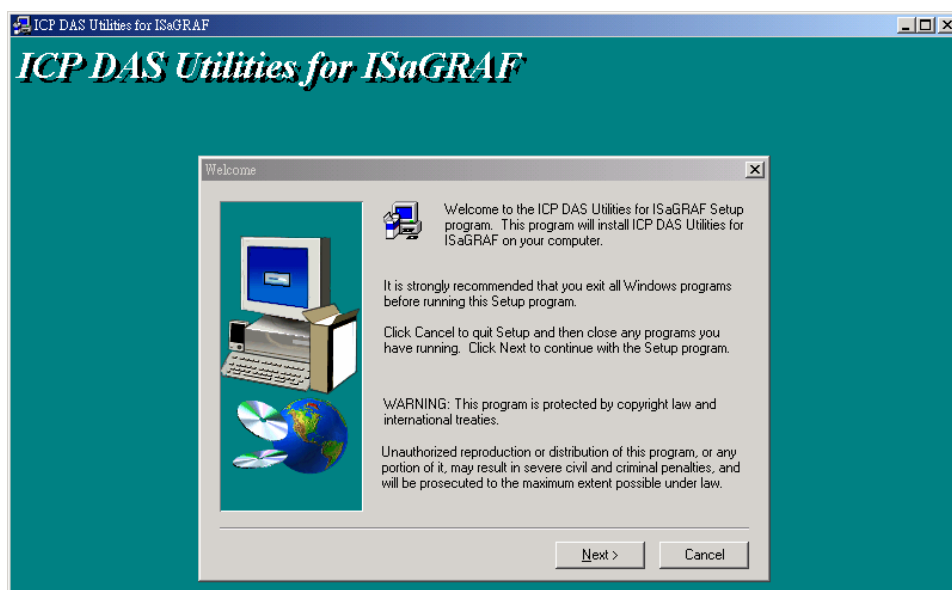 ICP DAS Utilities for ISaGRAF
ICP DAS Utilities for ISaGRAF
Welcome
Welcome to the ICP DAS Utilities for ISaGRAF Setup
program. This program will install ICP DAS Utilities for
ISaGRAF on your computer.
It is strongly recommended that you exit all Windows programs
before running this Setup program.
Click Cancel to quit Setup and then close any programs you
have running. Click Next to continue with the Setup program.
WARNING: This program is protected by copyright law and
international treaties.
Unauthorized reproduction or distribution of this program, or any
portion of it, may result in severe civil and criminal penalties, and
will be prosecuted to the maximum extent possible under law.
Next >
Cancel